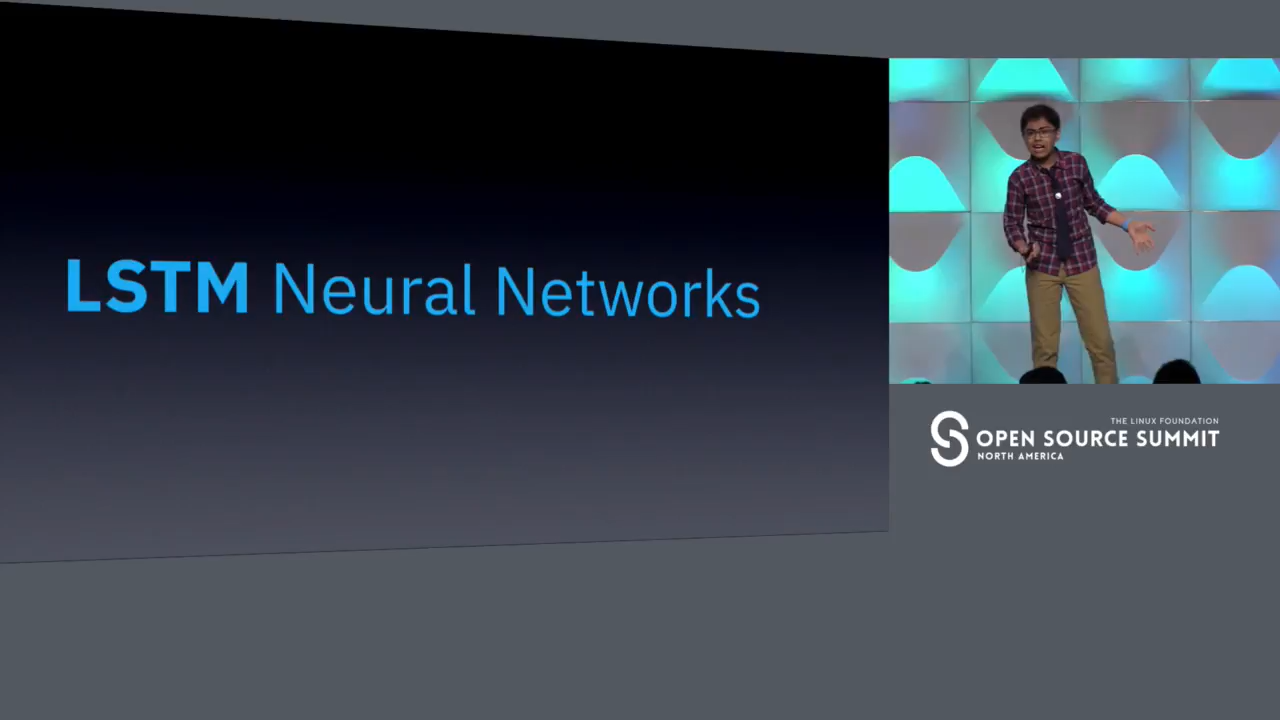 LSTM Neural Networks
THE LINUX FOUNDATION
OPEN SOURCE SUMMIT
NORTH AMERICA